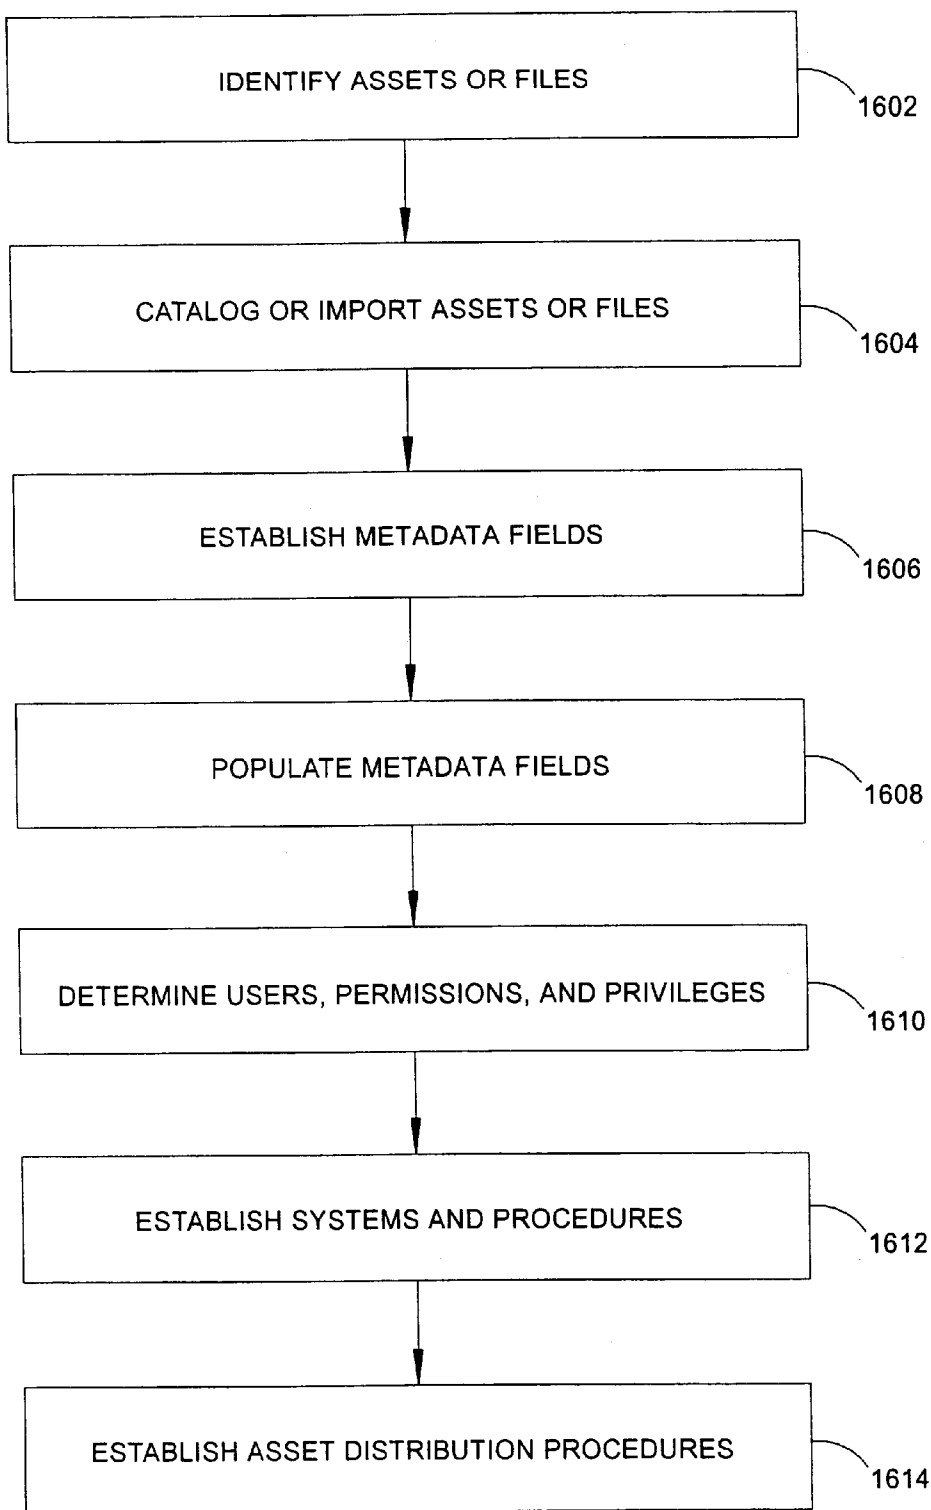 IDENTIFY ASSETS OR FILES
1602
CATALOG OR IMPORT ASSETS OR FILES
1604
ESTABLISH METADATA FIELDS
1606
POPULATE METADATA FIELDS
1608
DETERMINE USERS, PERMISSIONS, AND PRIVILEGES
1610
ESTABLISH SYSTEMS AND PROCEDURES
1612
ESTABLISH ASSET DISTRIBUTION PROCEDURES
1614